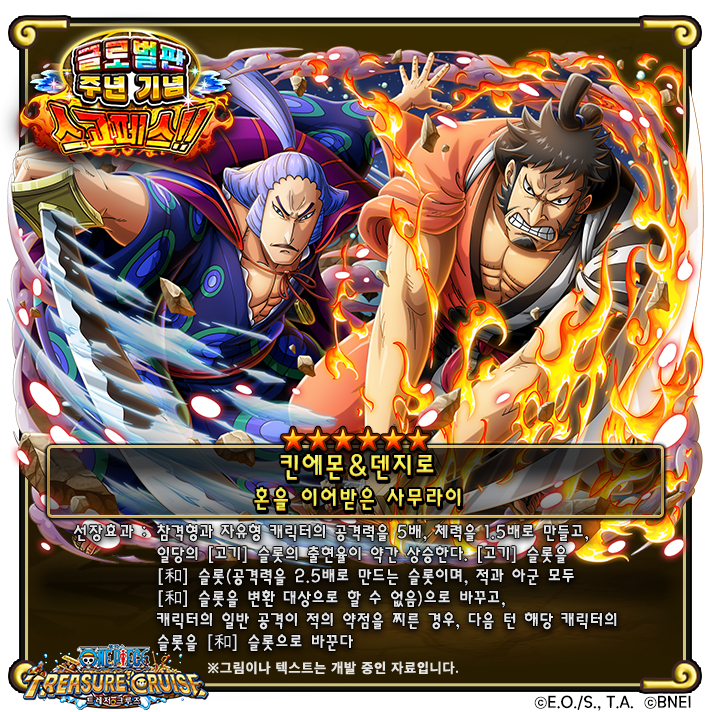 글로벌판
주년 기념
스고페스!!
킨에몬&덴지로
혼을 이어받은 사무라이
선장효과 : 참격형과 자유형 캐릭터의 공격력을 5배, 체력을 1.5배로 만들고,
일당의 [고기] 슬롯의 출현율이 약간 상승한다. [고기] 슬롯을
[和] 슬롯(공격력을 2.5배로 만드는 슬롯이며, 적과 아군 모두
[和] 슬롯을 변환 대상으로 할 수 없음)으로 바꾸고,
캐릭터의 일반 공격이 적의 약점을 찌른 경우, 다음 턴 해당 캐릭터의
슬롯을 [和] 슬롯으로 바꾼다
※그림이나 텍스트는 개발 중인 자료입니다.
ONE PIECE
TREASURE CRUISE
트레저 크루즈
©E.O./S., T.A. ©BNEI